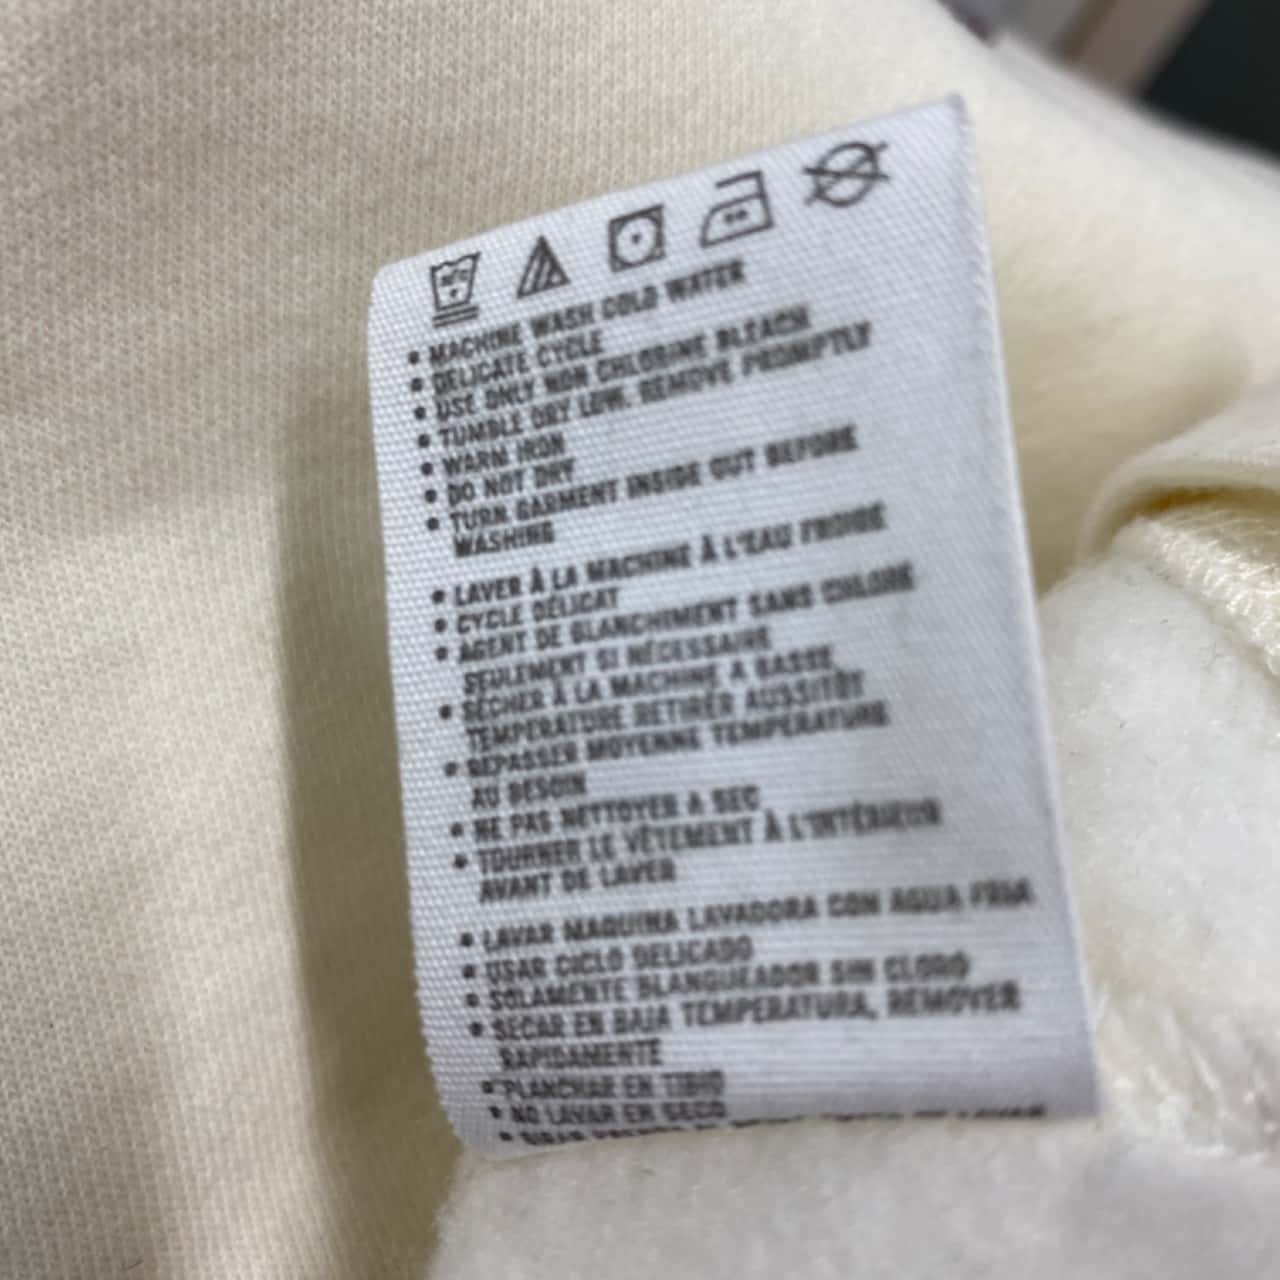 • MACHINE WASH COLD WATER
• DELICATE CYCLE
• USE ONLY NON CHLORINE BLEACH
• TUMBLE DRY LOW. REMOVE PROMPTLY
• WARM IRON
• DO NOT DRY
• TURN GARMENT INSIDE OUT BEFORE
WASHING
• LAVER À LA MACHINE À L'EAU FROIDE
• CYCLE DÉLICAT
• AGENT DE BLANCHIMENT SANS CHLORE
SEULEMENT SI NÉCESSAIRE
• SÉCHER À LA MACHINE A BASSE
TEMPERATURE RETIRER AUSSITÔT
• REPASSER MOYENNE TEMPERATURE
AU BESOIN
• NE PAS NETTOYER A SEC
• TOURNER LE VÊTEMENT À L'INTÉRIEUR
AVANT DE LAVER
• LAVAR MAQUINA LAVADORA CON AGUA FRIA
• USAR CICLO DELICADO
• SOLAMENTE BLANQUEADOR SIN CLORO
• SECAR EN BAJA TEMPERATURA, REMOVER
RAPIDAMENTE
• PLANCHAR EN TIBIO
• NO LAVAR EN SECO